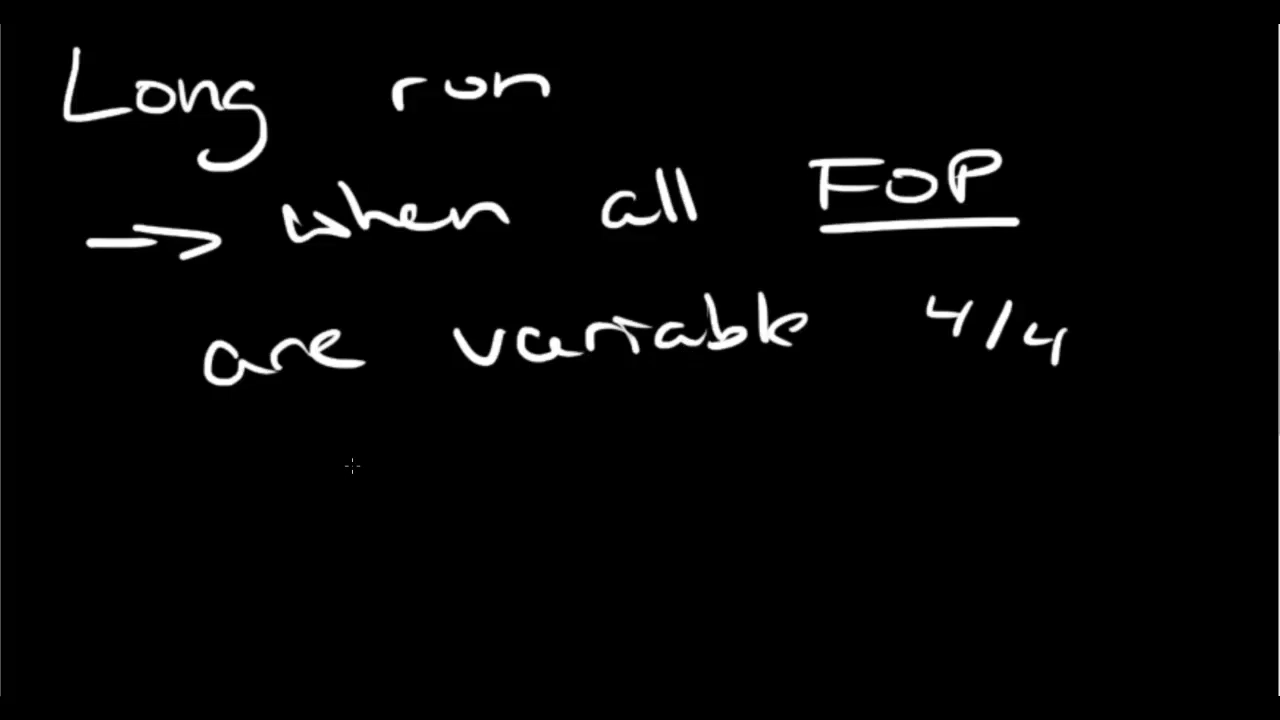 Long run
→ when all FOP
are variable 4/4